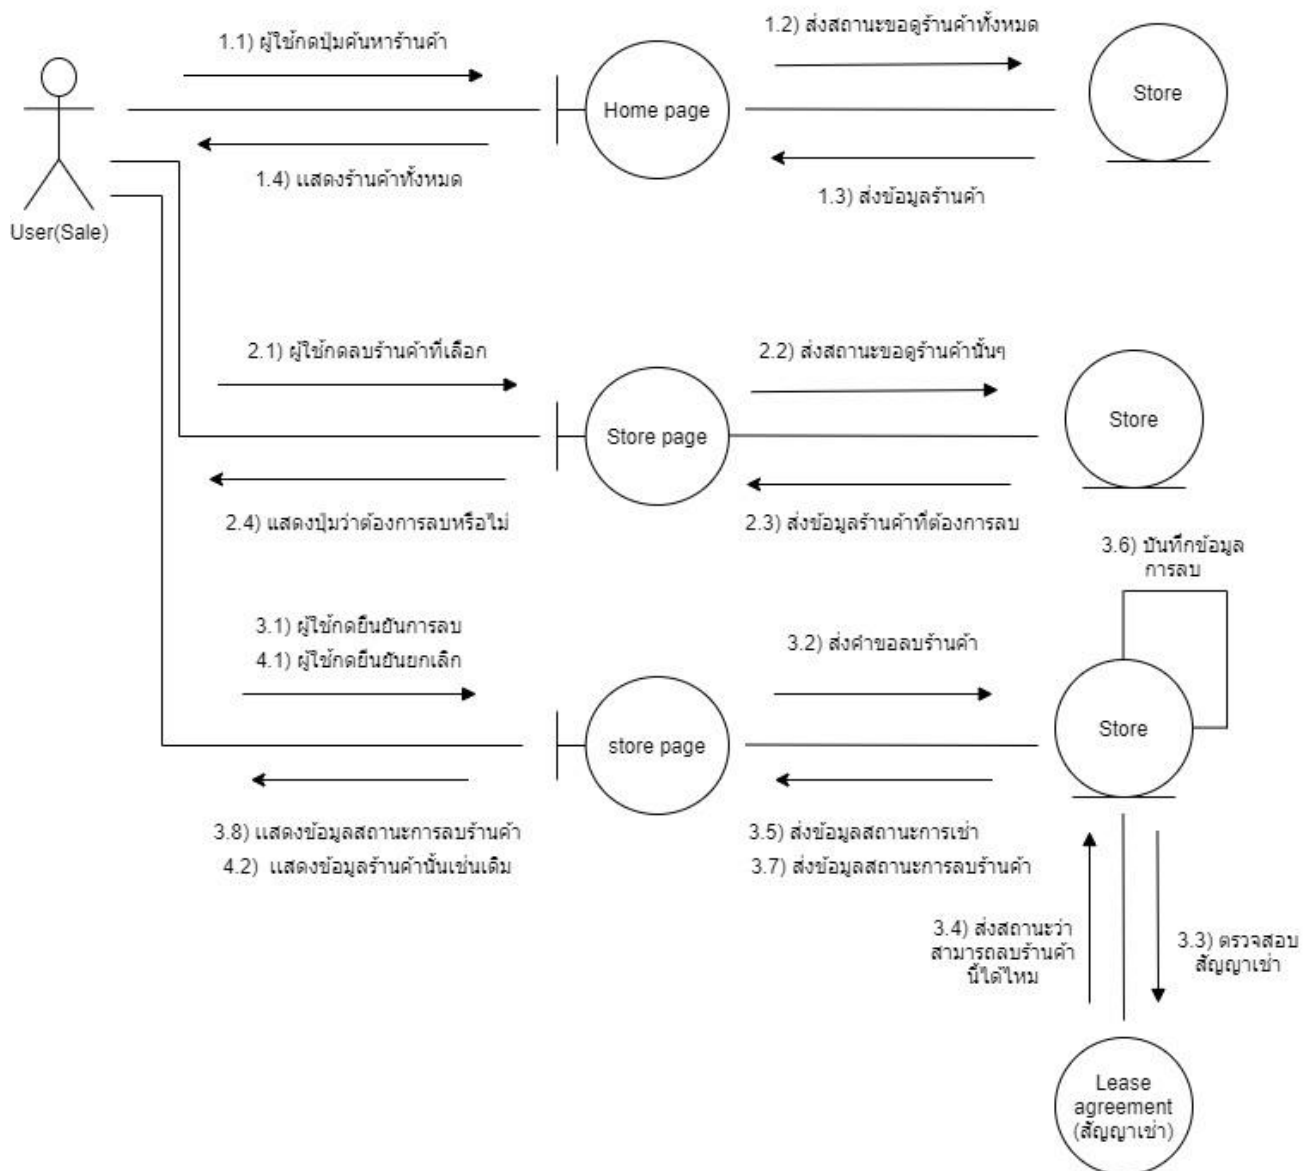 1.1) ผู้ใช้กดปุ่มค้นหาร้านค้า
1.2) ส่งสถานะขอดูร้านค้าทั้งหมด
Home page
Store
1.4) แสดงร้านค้าทั้งหมด
1.3) ส่งข้อมูลร้านค้า
User(Sale)
2.1) ผู้ใช้กดลบร้านค้าที่เลือก
2.2) ส่งสถานะขอดูร้านค้านั้นๆ
Store page
Store
2.4) แสดงปุ่มว่าต้องการลบหรือไม่
2.3) ส่งข้อมูลร้านค้าที่ต้องการลบ
3.6) บันทึกข้อมูล
การลบ
3.1) ผู้ใช้กดยืนยันการลบ
4.1) ผู้ใช้กดยืนยันยกเลิก
3.2) ส่งคำขอลบร้านค้า
store page
Store
3.8) แสดงข้อมูลสถานะการลบร้านค้า
4.2) แสดงข้อมูลร้านค้านั้นเช่นเดิม
3.5) ส่งข้อมูลสถานะการเช่า
3.7) ส่งข้อมูลสถานะการลบร้านค้า
3.4) ส่งสถานะว่า
สามารถลบร้านค้า
นี้ได้ไหม
3.3) ตรวจสอบ
สัญญาเช่า
Lease
agreement
(สัญญาเช่า)